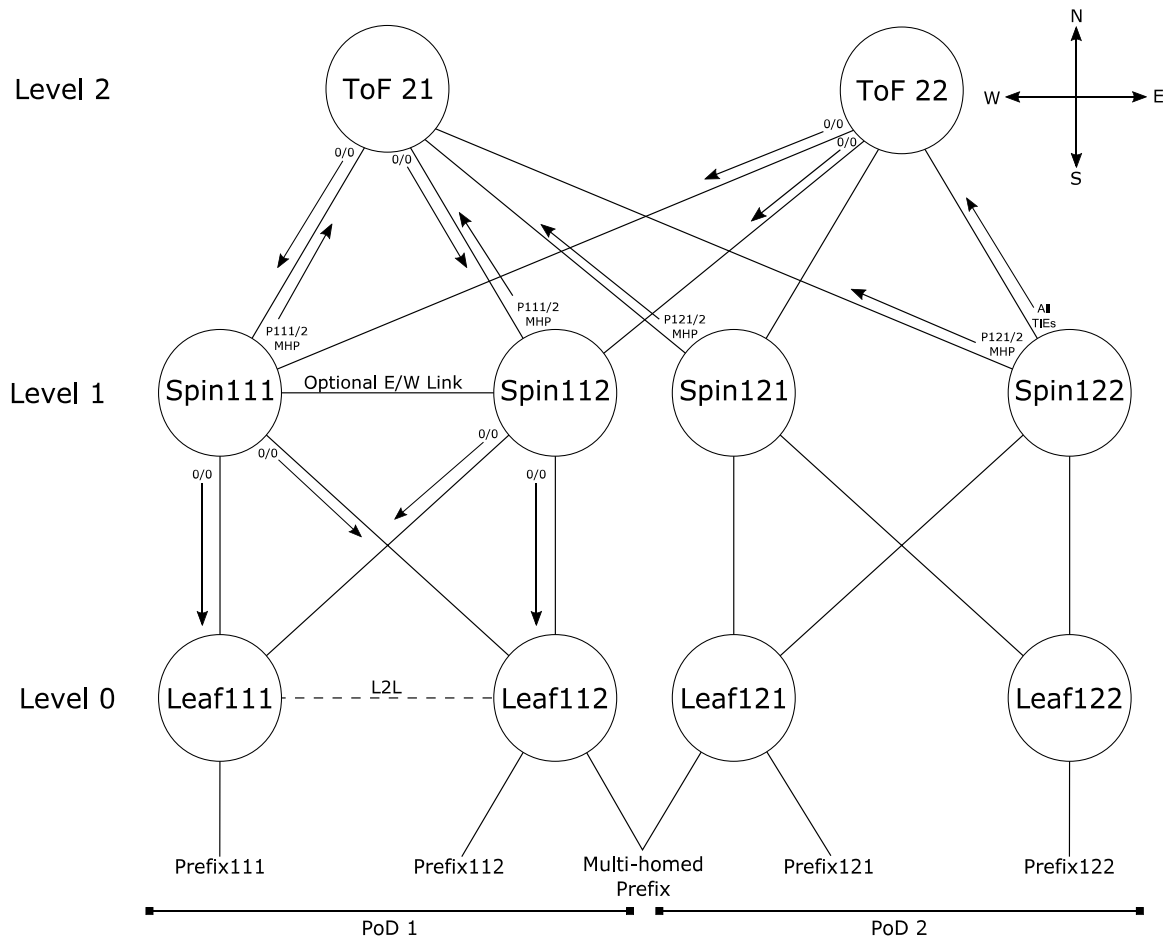 N
Level 2
ToF 21
ToF 22
W
E
S
0/0
0/0
0/0
0/0
P111/2
MHP
P111/2
MHP
P121/2
MHP
P121/2
MHP
All
TIEs
Level 1
Spin111
Optional E/W Link
Spin112
Spin121
Spin122
0/0
0/0
0/0
0/0
Level 0
Leaf111
L2L
Leaf112
Leaf121
Leaf122
Prefix111
Prefix112
Multi-homed
Prefix
Prefix121
Prefix122
PoD 1
PoD 2